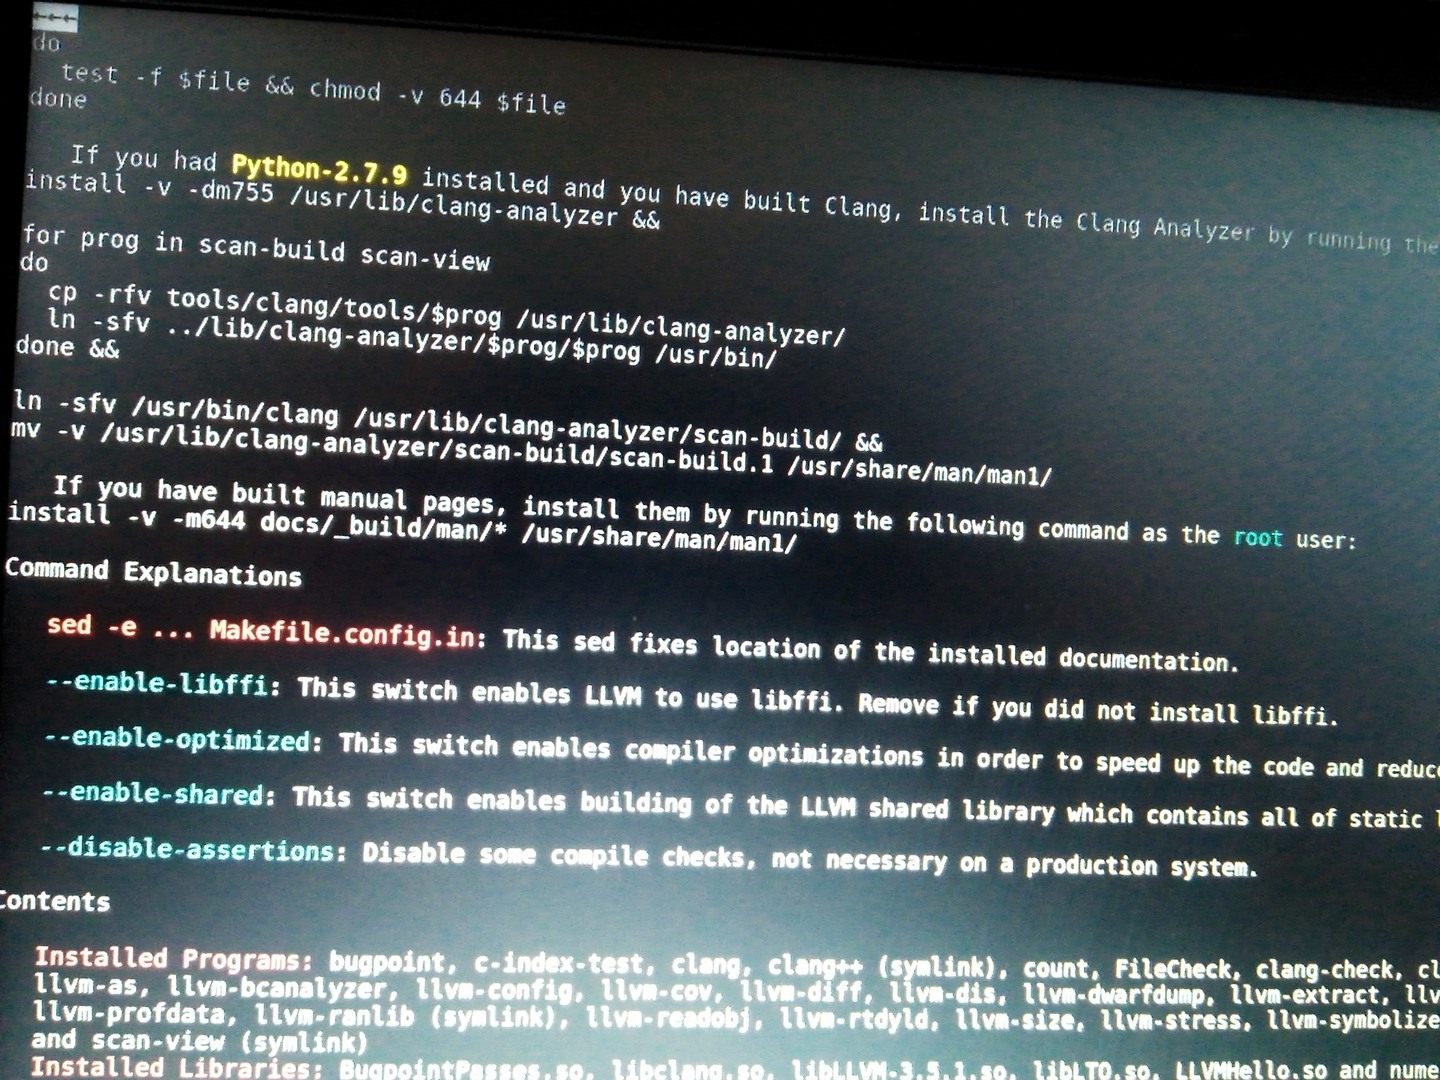 do
test -f $file && chmod -v 644 $file
done
If you had Python-2.7.9 installed and you have built Clang, install the Clang Analyzer by running the
install -v -dm755 /usr/lib/clang-analyzer &&
for prog in scan-build scan-view
do
cp -rfv tools/clang/tools/$prog /usr/lib/clang-analyzer/
ln -sfv ../lib/clang-analyzer/$prog/$prog /usr/bin/
done &&
ln -sfv /usr/bin/clang /usr/lib/clang-analyzer/scan-build/ &&
mv -v /usr/lib/clang-analyzer/scan-build/scan-build.1 /usr/share/man/man1/
If you have built manual pages, install them by running the following command as the root user:
install -v -m644 docs/_build/man/* /usr/share/man/man1/
Command Explanations
sed -e ... Makefile.config.in: This sed fixes location of the installed documentation.
--enable-libffi: This switch enables LLVM to use libffi. Remove if you did not install libffi.
--enable-optimized: This switch enables compiler optimizations in order to speed up the code and reduce
--enable-shared: This switch enables building of the LLVM shared library which contains all of static
--disable-assertions: Disable some compile checks, not necessary on a production system.
Contents
Installed Programs: bugpoint, c-index-test, clang, clang++ (symlink), count, FileCheck, clang-check, cl
llvm-as, llvm-bcanalyzer, llvm-config, llvm-cov, llvm-diff, llvm-dis, llvm-dwarfdump, llvm-extract, llv
llvm-profdata, llvm-ranlib (symlink), llvm-readobj, llvm-rtdyld, llvm-size, llvm-stress, llvm-symbolize
and scan-view (symlink)
Installed Libraries: BugpointPasses.so, libclang.so, libLLVM-3.5.1.so, libLTO.so, LLVMHello.so and nume